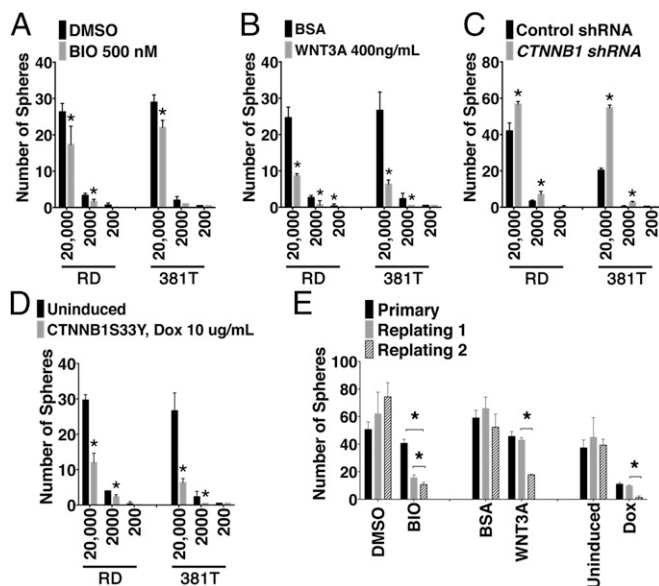 A
DMSO
BIO 500 nM
Number of Spheres
40
30
20
10
0
20,000
2000
200
20,000
2000
200
RD
381T
*
*
*
B
BSA
WNT3A 400ng/mL
Number of Spheres
40
30
20
10
0
20,000
2000
200
20,000
2000
200
RD
381T
*
*
*
*
*
C
Control shRNA
CTNNB1 shRNA
Number of Spheres
80
60
40
20
0
20,000
2000
200
20,000
2000
200
RD
381T
*
*
*
*
D
Uninduced
CTNNB1S33Y, Dox 10 ug/mL
Number of Spheres
40
30
20
10
0
20,000
2000
200
20,000
2000
200
RD
381T
*
*
*
*
E
Primary
Replating 1
Replating 2
Number of Spheres
100
80
60
40
20
0
DMSO
BIO
BSA
WNT3A
Uninduced
Dox
*
*
*
*